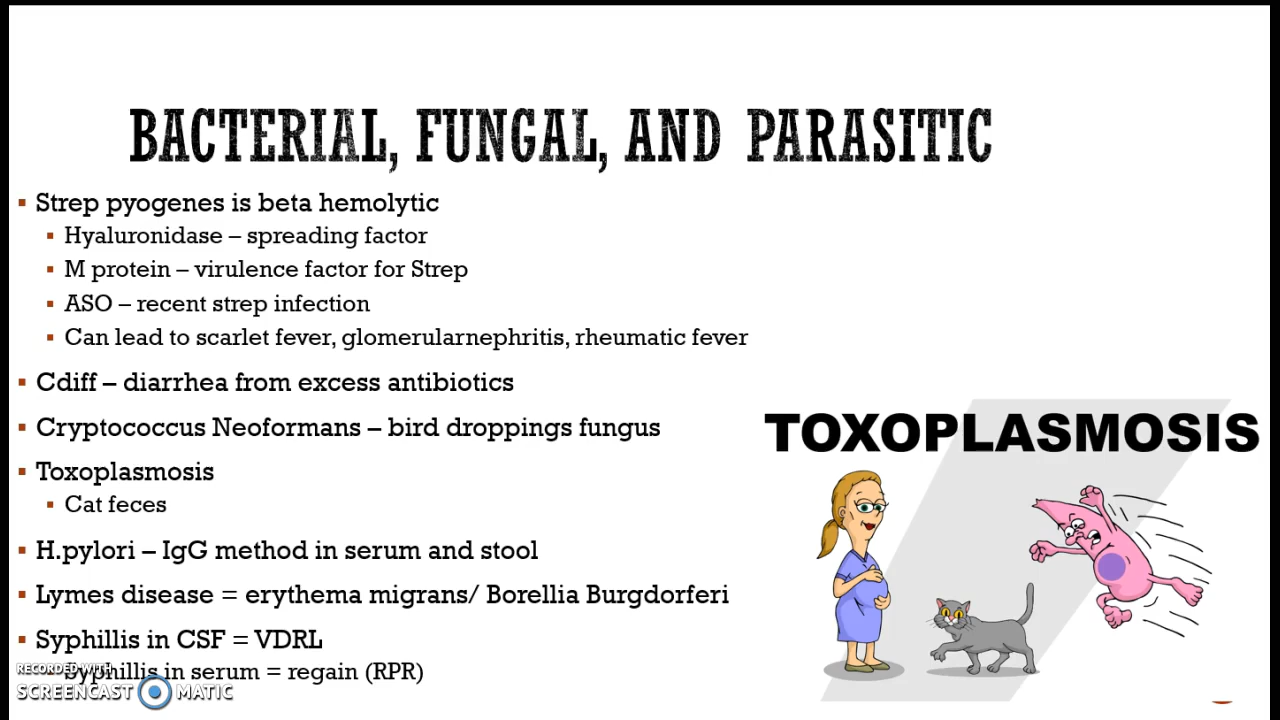 BACTERIAL, FUNGAL, AND PARASITIC
Strep pyogenes is beta hemolytic
Hyaluronidase – spreading factor
M protein – virulence factor for Strep
ASO – recent strep infection
Can lead to scarlet fever, glomerularnephritis, rheumatic fever
Cdiff – diarrhea from excess antibiotics
Cryptococcus Neoformans – bird droppings fungus
Toxoplasmosis
Cat feces
H.pylori – IgG method in serum and stool
Lymes disease = erythema migrans/ Borellia Burgdorferi
Syphillis in CSF = VDRL
Syphillis in serum = regain (RPR)
TOXOPLASMOSIS
RECORDED WITH
SCREENCAST MATIC